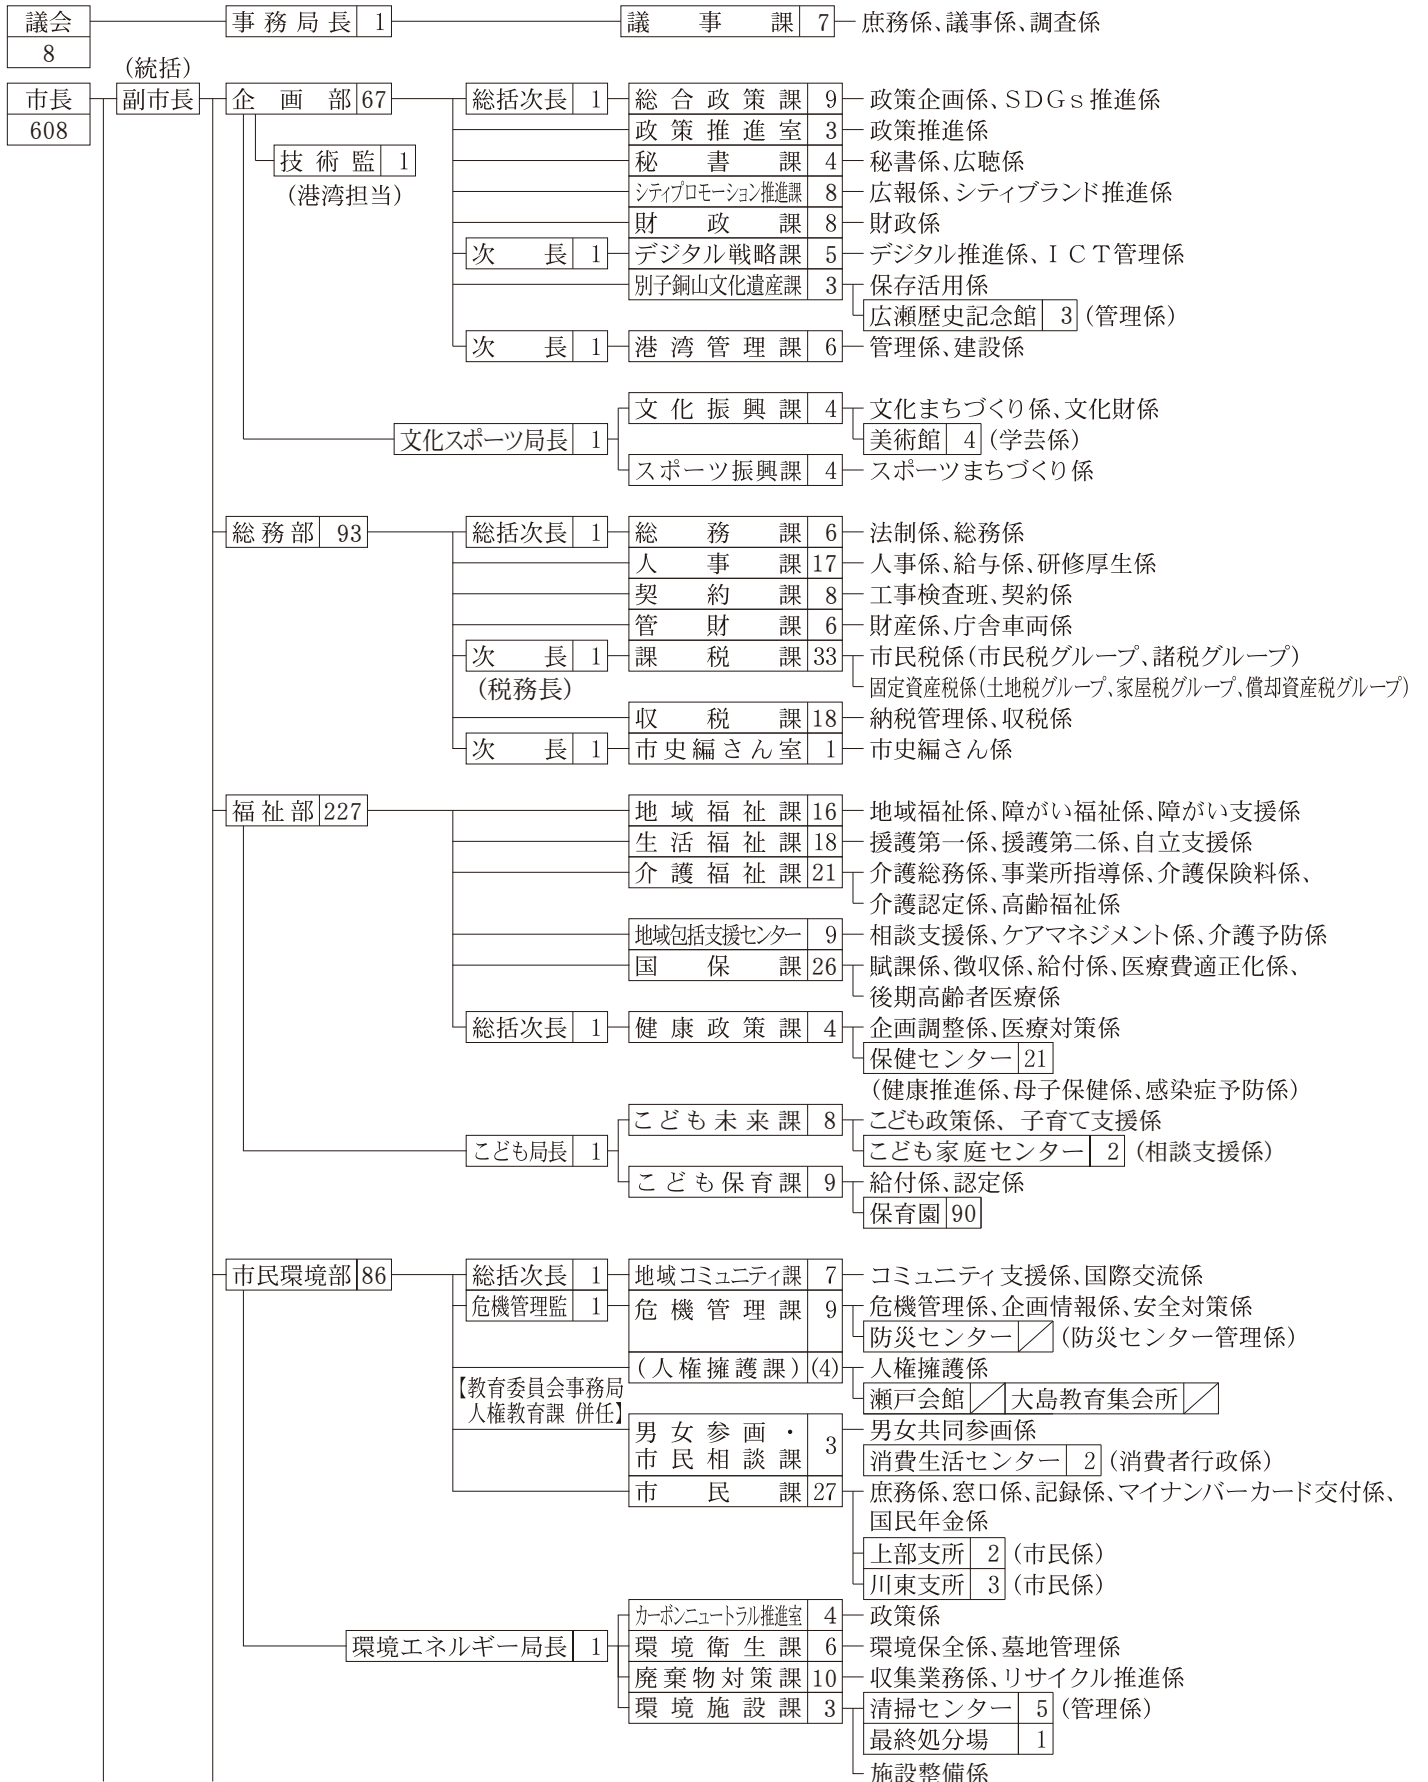 議会 事務局長 1 議事課 7 庶務係、議事係、調査係
8
(統括)
市長 副市長 企画部 67 総括次長 1 総合政策課 9 政策企画係、SDGs推進係
608
政策推進室 3 政策推進係
技術監 1 秘書課 4 秘書係、広聴係
(港湾担当) シティプロモーション推進課 8 広報係、シティブランド推進係
財政課 8 財政係
次長 1 デジタル戦略課 5 デジタル推進係、ICT管理係
別子銅山文化遺産課 3 保存活用係
広瀬歴史記念館 3 (管理係)
次長 1 港湾管理課 6 管理係、建設係
文化振興課 4 文化まちづくり係、文化財係
文化スポーツ局長 1 美術館 4 (学芸係)
スポーツ振興課 4 スポーツまちづくり係
総務部 93 総括次長 1 総務課 6 法制係、総務係
人事課 17 人事係、給与係、研修厚生係
契約課 8 工事検査班、契約係
管財課 6 財産係、庁舎車両係
次長 1 課税課 33 市民税係(市民税グループ、諸税グループ)
(税務長) 固定資産税係(土地税グループ、家屋税グループ、償却資産税グループ)
収税課 18 納税管理係、収税係
次長 1 市史編さん室 1 市史編さん係
福祉部 227 地域福祉課 16 地域福祉係、障がい福祉係、障がい支援係
生活福祉課 18 援護第一係、援護第二係、自立支援係
介護福祉課 21 介護総務係、事業所指導係、介護保険料係、
介護認定係、高齢福祉係
地域包括支援センター 9 相談支援係、ケアマネジメント係、介護予防係
国保課 26 賦課係、徴収係、給付係、医療費適正化係、
後期高齢者医療係
総括次長 1 健康政策課 4 企画調整係、医療対策係
保健センター 21
(健康推進係、母子保健係、感染症予防係)
こども未来課 8 こども政策係、子育て支援係
こども局長 1 こども家庭センター 2 (相談支援係)
こども保育課 9 給付係、認定係
保育園 90
市民環境部 86 総括次長 1 地域コミュニティ課 7 コミュニティ支援係、国際交流係
危機管理監 1 危機管理課 9 危機管理係、企画情報係、安全対策係
防災センター / (防災センター管理係)
(人権擁護課) (4) 人権擁護係
【教育委員会事務局 瀬戸会館 / 大島教育集会所 /
人権教育課 併任】
男女参画・ 男女共同参画係
市民相談課 3 消費生活センター 2 (消費者行政係)
市民課 27 庶務係、窓口係、記録係、マイナンバーカード交付係、
国民年金係
上部支所 2 (市民係)
川東支所 3 (市民係)
カーボンニュートラル推進室 4 政策係
環境エネルギー局長 1 環境衛生課 6 環境保全係、墓地管理係
廃棄物対策課 10 収集業務係、リサイクル推進係
環境施設課 3 清掃センター 5 (管理係)
最終処分場 1
施設整備係